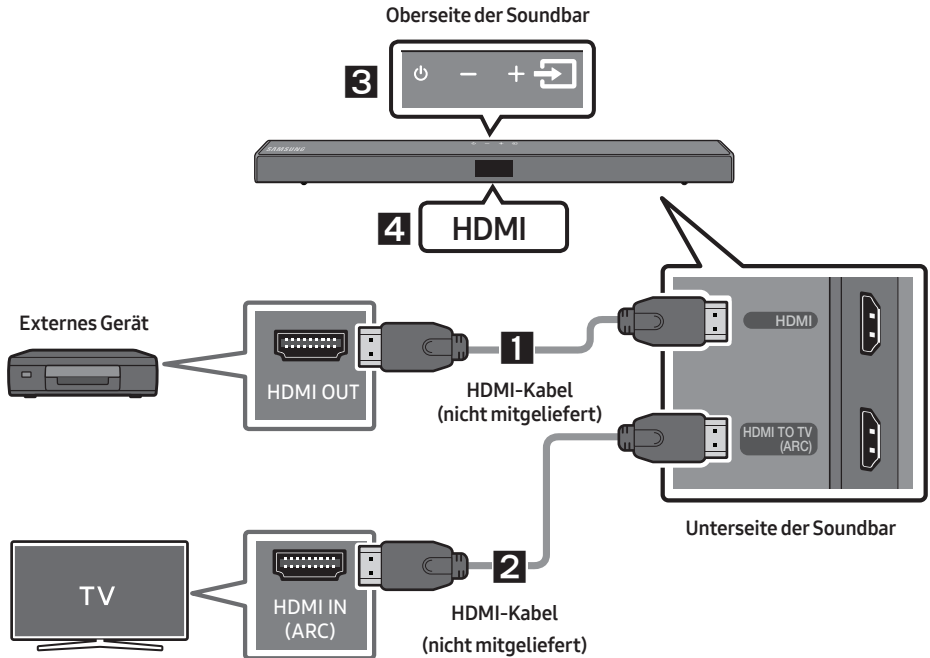 Oberseite der Soundbar
3
SAMSUNG
4 HDMI
Externes Gerät
HDMI OUT
1
HDMI-Kabel
(nicht mitgeliefert)
HDMI
HDMI TO TV
(ARC)
Unterseite der Soundbar
TV
HDMI IN
(ARC)
2
HDMI-Kabel
(nicht mitgeliefert)